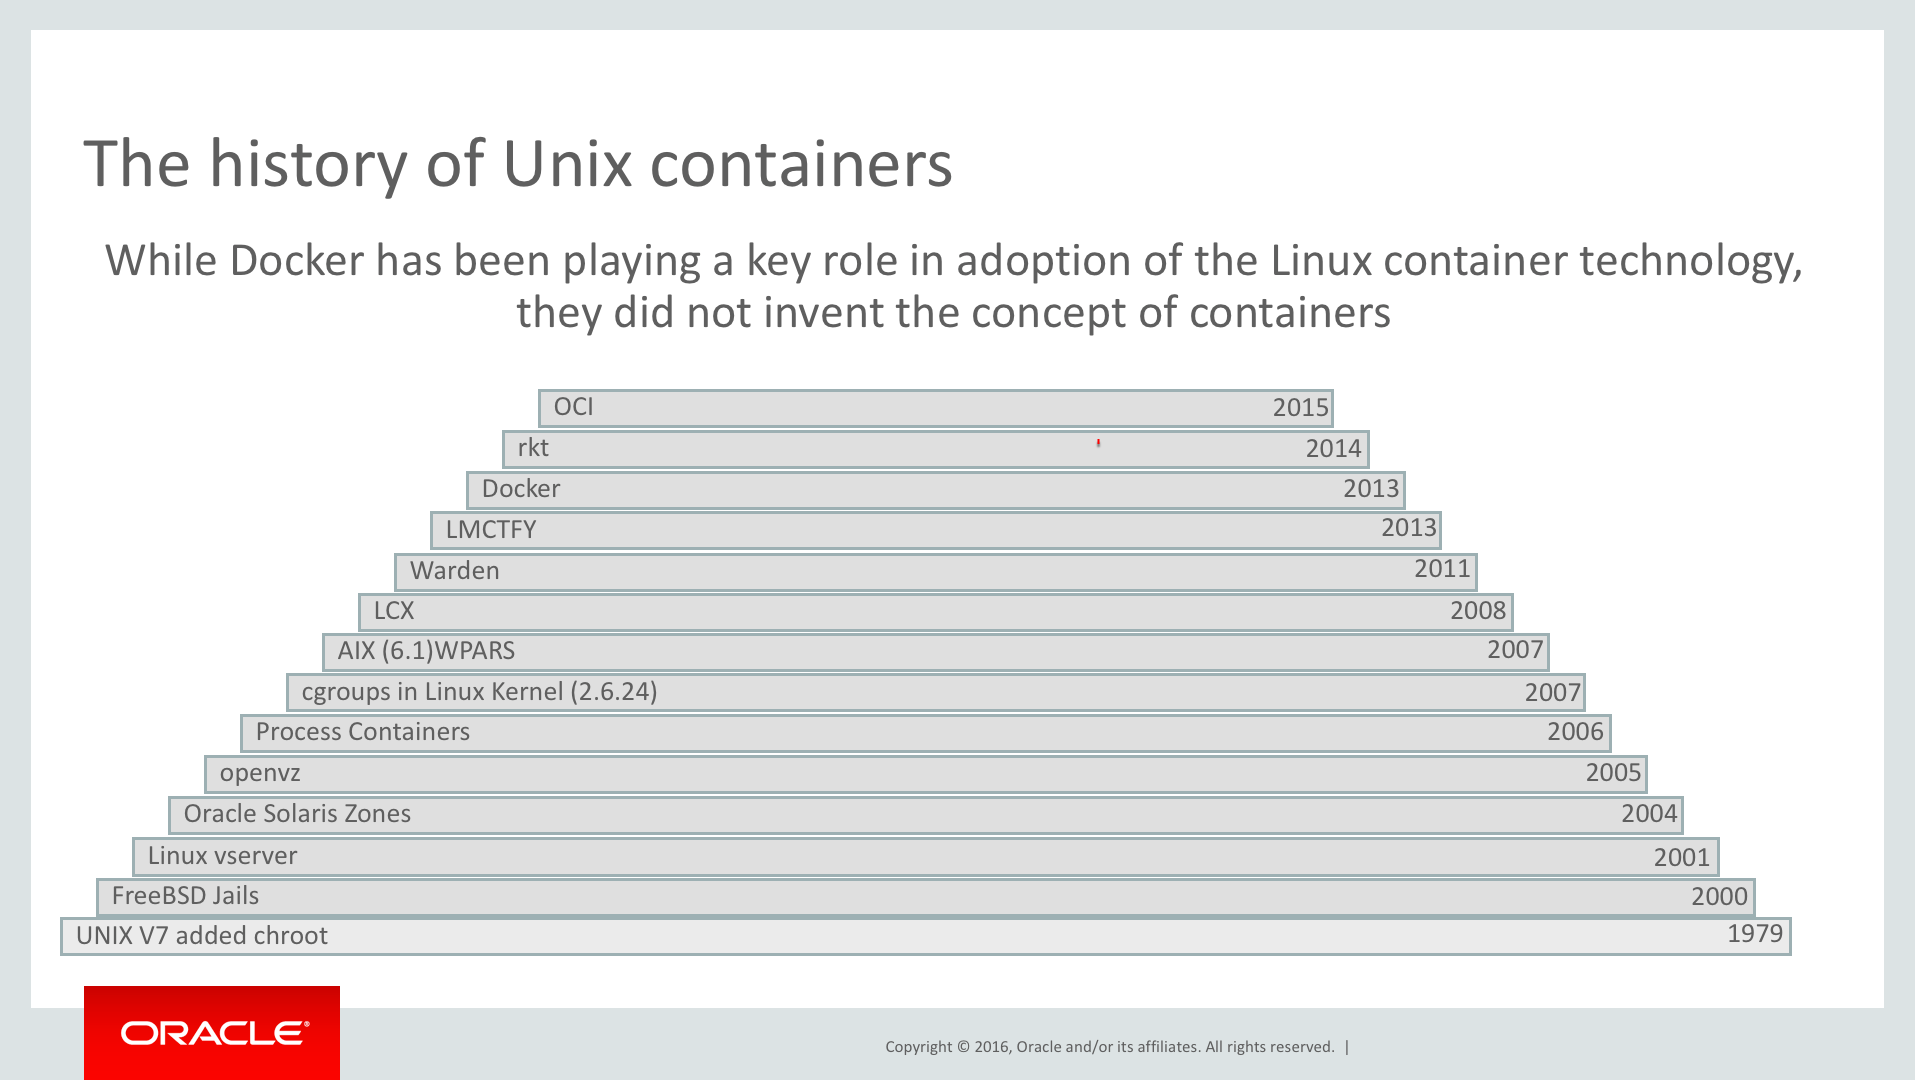 The history of Unix containers
While Docker has been playing a key role in adoption of the Linux container technology,
they did not invent the concept of containers
OCI 2015
rkt 2014
Docker 2013
LMCTFY 2013
Warden 2011
LCX 2008
AIX (6.1)WPARS 2007
cgroups in Linux Kernel (2.6.24) 2007
Process Containers 2006
openvz 2005
Oracle Solaris Zones 2004
Linux vserver 2001
FreeBSD Jails 2000
UNIX V7 added chroot 1979
ORACLE®
Copyright © 2016, Oracle and/or its affiliates. All rights reserved. |